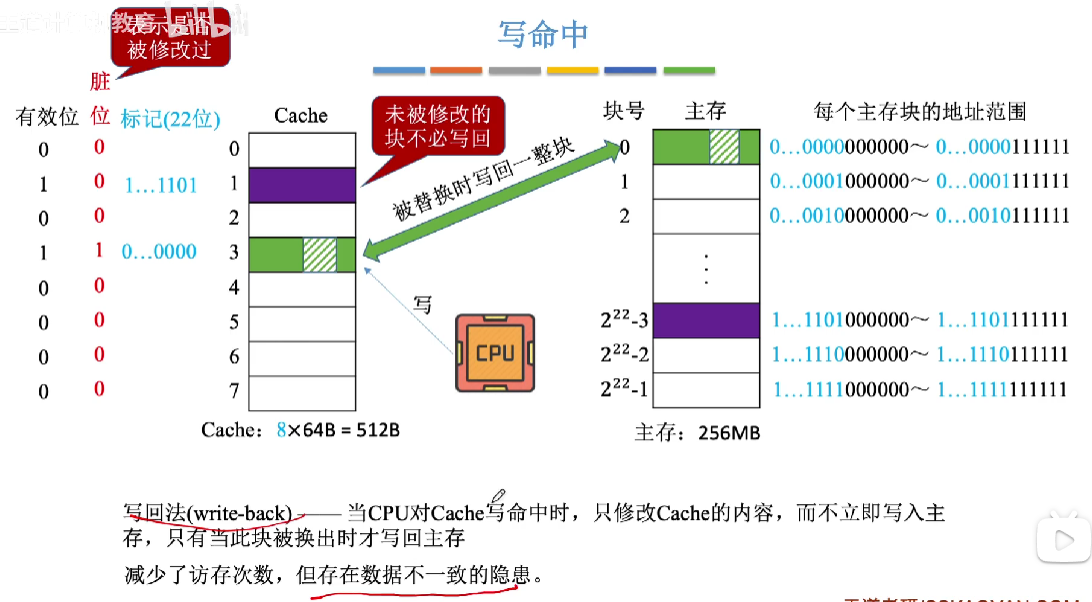 教育
表示是否
被修改过
写命中
脏
有效位 位 标记(22位) Cache
未被修改的
块不必写回
块号 主存 每个主存块的地址范围
0 0 0
1 0 1…1101 1
0 0 2
1 1 0…0000 3
0 0 4
0 0 5
0 0 6
0 0 7
被替换时写回一整块
写
CPU
0 0…0000000000～ 0…0000111111
1 0…0001000000～ 0…0001111111
2 0…0010000000～ 0…0010111111
⋮
2²²-3 1…1101000000～ 1…1101111111
2²²-2 1…1110000000～ 1…1110111111
2²²-1 1…1111000000～ 1…1111111111
Cache：8×64B = 512B
主存：256MB
写回法(write-back) —— 当CPU对Cache写命中时，只修改Cache的内容，而不立即写入主
存，只有当此块被换出时才写回主存
减少了访存次数，但存在数据不一致的隐患。